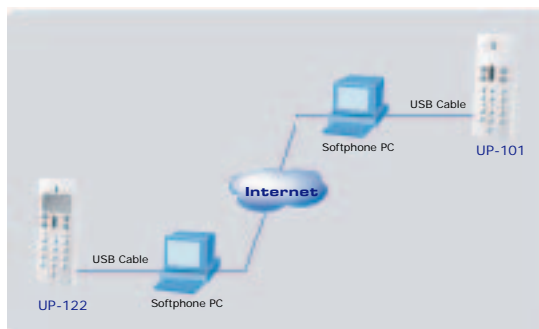 USB Cable
Softphone PC
UP-101
Internet
USB Cable
Softphone PC
UP-122